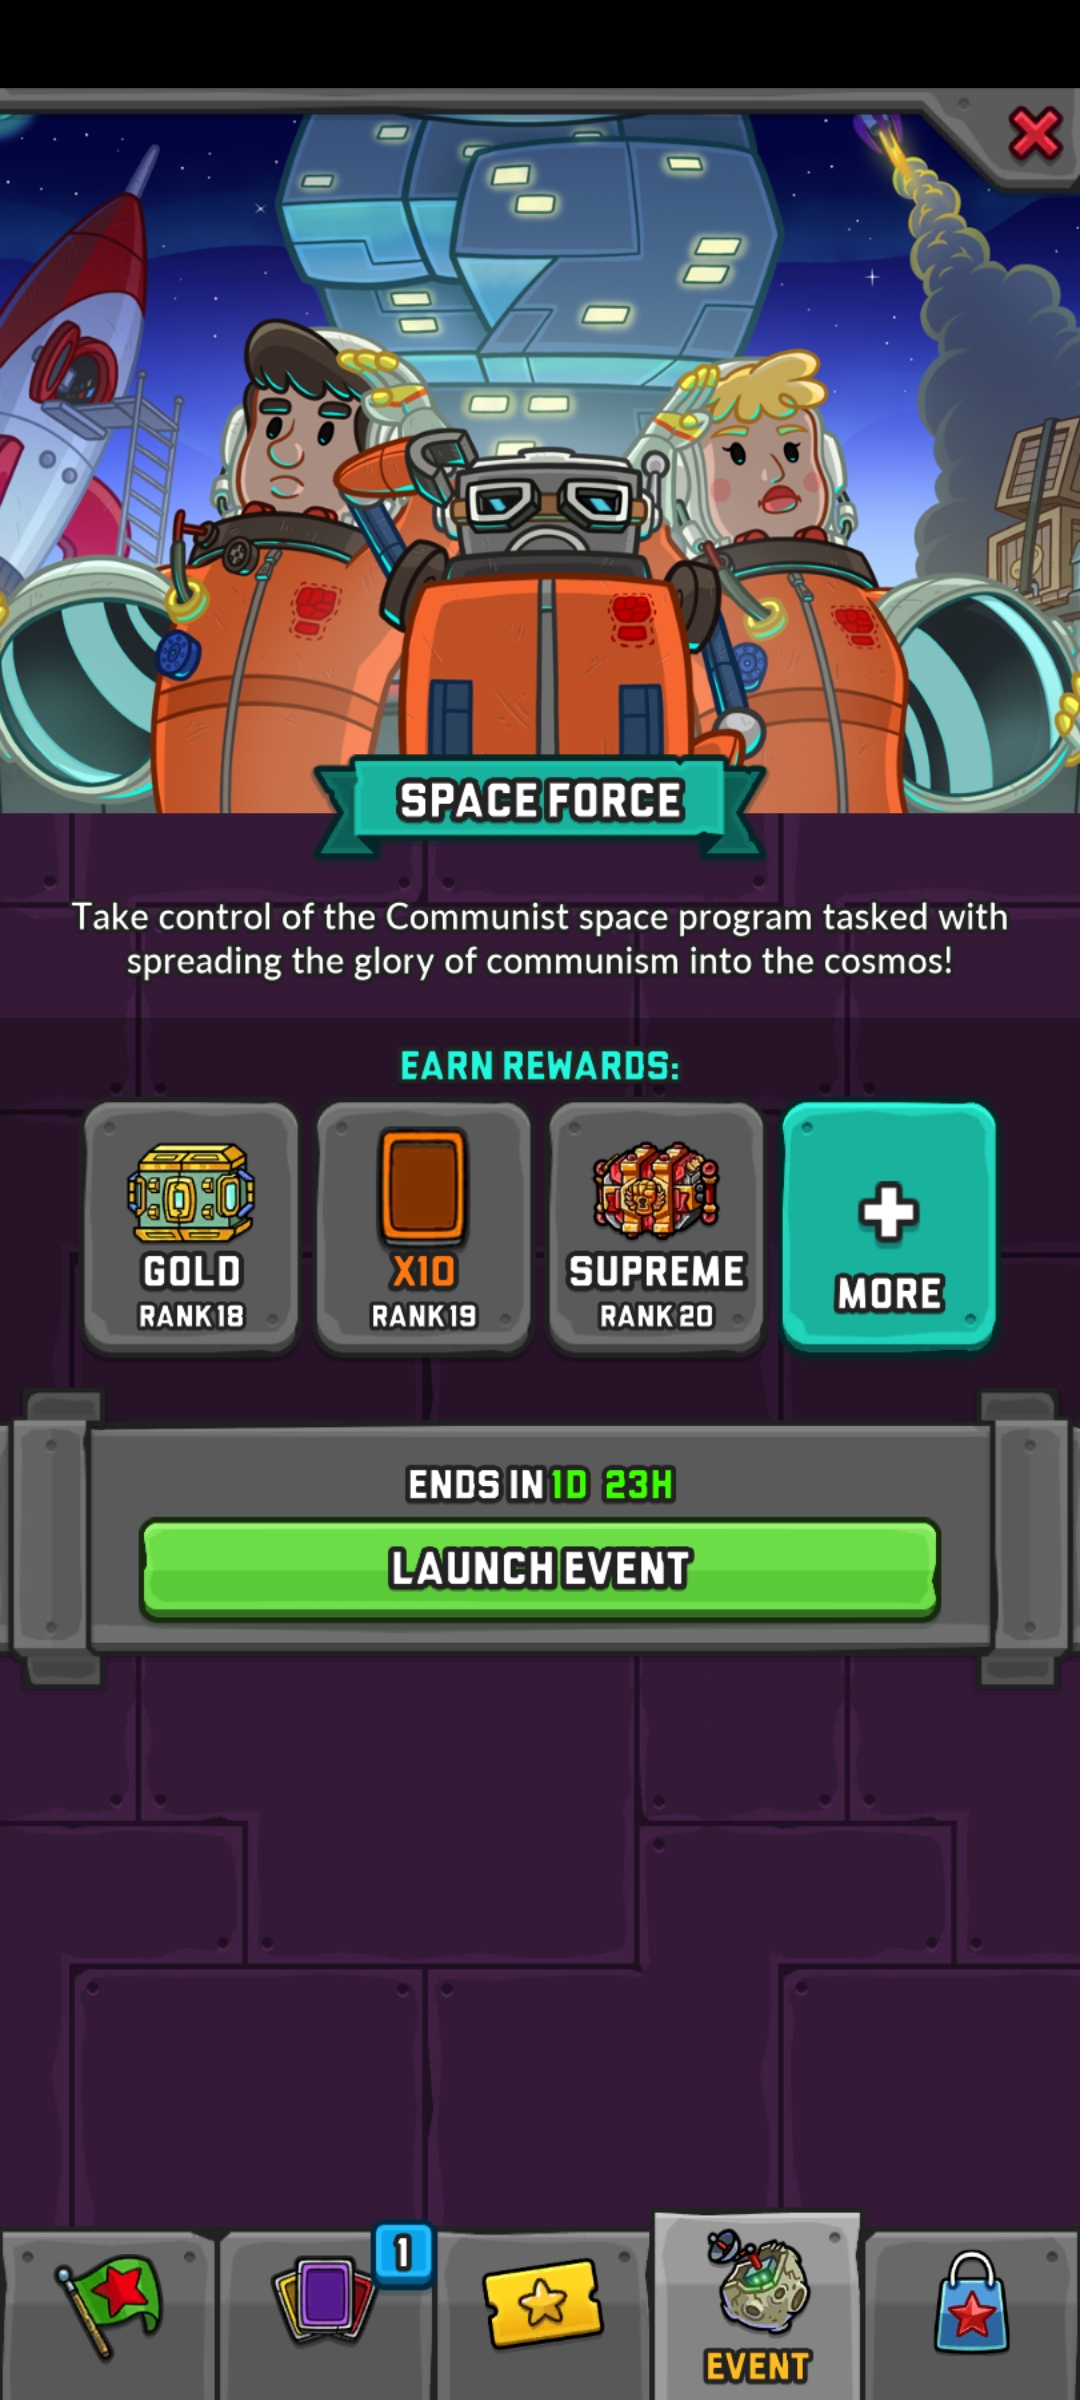 SPACE FORCE
Take control of the Communist space program tasked with
spreading the glory of communism into the cosmos!
EARN REWARDS:
GOLD
RANK 18
X10
RANK 19
SUPREME
RANK 20
MORE
ENDS IN 1D 23H
LAUNCH EVENT
1
EVENT